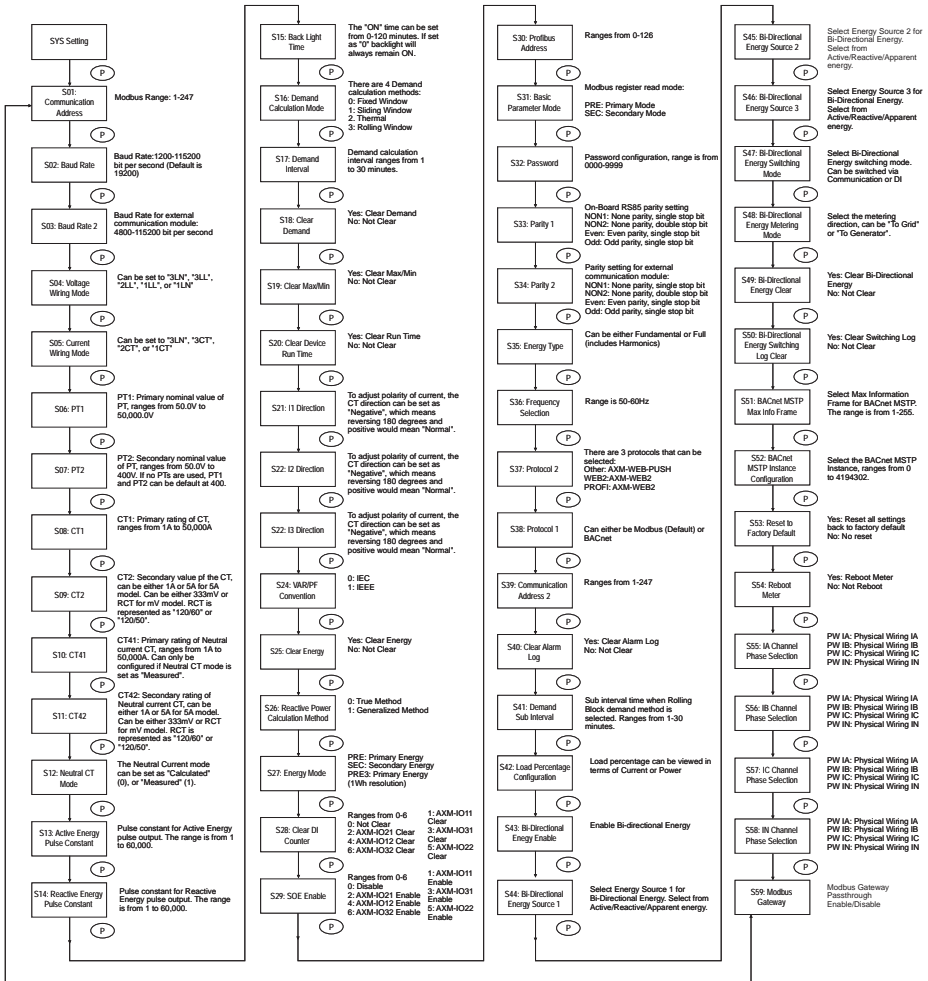 SYS Setting
P
S01:
Communication
Address
Modbus Range: 1-247
P
S02: Baud Rate
Baud Rate:1200-115200
bit per second (Default is
19200)
P
S03: Baud Rate 2
Baud Rate for external
communication module:
4800-115200 bit per second
P
S04: Voltage
Wiring Mode
Can be set to "3LN", "3LL",
"2LL", "1LL", or "1LN"
P
S05: Current
Wiring Mode
Can be set to "3LN", "3CT",
"2CT", or "1CT"
P
S06: PT1
PT1: Primary nominal value of
PT, ranges from 50.0V to
50,000.0V
P
S07: PT2
PT2: Secondary nominal value
of PT, ranges from 50.0V to
400V. If no PTs are used, PT1
and PT2 can be default at 400.
P
S08: CT1
CT1: Primary rating of CT,
ranges from 1A to 50,000A
P
S09: CT2
CT2: Secondary value pf the CT,
can be either 1A or 5A for 5A
model. Can be either 333mV or
RCT for mV model. RCT is
represented as "120/60" or
"120/50".
P
S10: CT41
CT41: Primary rating of Neutral
current CT, ranges from 1A to
50,000A. Can only be
configured if Neutral CT mode is
set as "Measured".
P
S11: CT42
CT42: Secondary rating of
Neutral current CT, can be
either 1A or 5A for 5A model.
Can be either 333mV or RCT
for mV model. RCT is
represented as "120/60" or
"120/50".
P
S12: Neutral CT
Mode
The Neutral Current mode
can be set as "Calculated"
(0), or "Measured" (1).
P
S13: Active Energy
Pulse Constant
Pulse constant for Active Energy
pulse output. The range is from 1
to 60,000.
P
S14: Reactive Energy
Pulse Constant
Pulse constant for Reactive
Energy pulse output. The range
is from 1 to 60,000.
P
S15: Back Light
Time
The "ON" time can be set
from 0-120 minutes. If set
as "0" backlight will
always remain ON.
P
S16: Demand
Calculation Mode
There are 4 Demand
calculation methods:
0: Fixed Window
1: Sliding Window
2. Thermal
3: Rolling Window
P
S17: Demand
Interval
Demand calculation
interval ranges from 1
to 30 minutes.
P
S18: Clear
Demand
Yes: Clear Demand
No: Not Clear
P
S19: Clear Max/Min
Yes: Clear Max/Min
No: Not Clear
P
S20: Clear Device
Run Time
Yes: Clear Run Time
No: Not Clear
P
S21: I1 Direction
To adjust polarity of current, the
CT direction can be set as
"Negative", which means
reversing 180 degrees and
positive would mean "Normal".
P
S22: I2 Direction
To adjust polarity of current, the
CT direction can be set as
"Negative", which means
reversing 180 degrees and
positive would mean "Normal".
P
S22: I3 Direction
To adjust polarity of current, the
CT direction can be set as
"Negative", which means
reversing 180 degrees and
positive would mean "Normal".
P
S24: VAR/PF
Convention
0: IEC
1: IEEE
P
S25: Clear Energy
Yes: Clear Energy
No: Not Clear
P
S26: Reactive Power
Calculation Method
0: True Method
1: Generalized Method
P
S27: Energy Mode
PRE: Primary Energy
SEC: Secondary Energy
PRE3: Primary Energy
(1Wh resolution)
P
S28: Clear DI
Counter
Ranges from 0-6
0: Not Clear
2: AXM-IO21 Clear
4: AXM-IO12 Clear
6: AXM-IO32 Clear
1: AXM-IO11
Clear
3: AXM-IO31
Clear
5: AXM-IO22
Clear
P
S29: SOE Enable
Ranges from 0-6
0: Disable
2: AXM-IO21 Enable
4: AXM-IO12 Enable
6: AXM-IO32 Enable
1: AXM-IO11
Enable
3: AXM-IO31
Enable
5: AXM-IO22
Enable
P
S30: Profibus
Address
Ranges from 0-126
P
S31: Basic
Parameter Mode
Modbus register read mode:
PRE: Primary Mode
SEC: Secondary Mode
P
S32: Password
Password configuration, range is from
0000-9999
P
S33: Parity 1
On-Board RS85 parity setting
NON1: None parity, single stop bit
NON2: None parity, double stop bit
Even: Even parity, single stop bit
Odd: Odd parity, single stop bit
P
S34: Parity 2
Parity setting for external
communication module:
NON1: None parity, single stop bit
NON2: None parity, double stop bit
Even: Even parity, single stop bit
Odd: Odd parity, single stop bit
P
S35: Energy Type
Can be either Fundamental or Full
(includes Harmonics)
P
S36: Frequency
Selection
Range is 50-60Hz
P
S37: Protocol 2
There are 3 protocols that can be
selected:
Other: AXM-WEB-PUSH
WEB2:AXM-WEB2
PROFI: AXM-WEB2
P
S38: Protocol 1
Can either be Modbus (Default) or
BACnet
P
S39: Communication
Address 2
Ranges from 1-247
P
S40: Clear Alarm
Log
Yes: Clear Alarm Log
No: Not Clear
P
S41: Demand
Sub Interval
Sub interval time when Rolling
Block demand method is
selected. Ranges from 1-30
minutes.
P
S42: Load Percentage
Configuration
Load percentage can be viewed in
terms of Current or Power
P
S43: Bi-Directional
Energy Enable
Enable Bi-directional Energy
P
S44: Bi-Directional
Energy Source 1
Select Energy Source 1 for
Bi-Directional Energy. Select from
Active/Reactive/Apparent energy.
P
S45: Bi-Directional
Energy Source 2
Select Energy Source 2 for
Bi-Directional Energy.
Select from
Active/Reactive/Apparent
energy.
P
S46: Bi-Directional
Energy Source 3
Select Energy Source 3 for
Bi-Directional Energy.
Select from
Active/Reactive/Apparent
energy.
P
S47: Bi-Directional
Energy Switching
Mode
Select Bi-Directional
Energy switching mode.
Can be switched via
Communication or DI
P
S48: Bi-Directional
Energy Metering
Mode
Select the metering
direction, can be "To Grid"
or "To Generator".
P
S49: Bi-Directional
Energy Clear
Yes: Clear Bi-Directional
Energy
No: Not Clear
P
S50: Bi-Directional
Energy Switching
Log Clear
Yes: Clear Switching Log
No: Not Clear
P
S51: BACnet MSTP
Max Info Frame
Select Max Information
Frame for BACnet MSTP.
The range is from 1-255.
P
S52: BACnet
MSTP Instance
Configuration
Select the BACnet MSTP
Instance, ranges from 0
to 4194302.
P
S53: Reset to
Factory Default
Yes: Reset all settings
back to factory default
No: No reset
P
S54: Reboot
Meter
Yes: Reboot Meter
No: Not Reboot
P
S55: IA Channel
Phase Selection
PW IA: Physical Wiring IA
PW IB: Physical Wiring IB
PW IC: Physical Wiring IC
PW IN: Physical Wiring IN
P
S56: IB Channel
Phase Selection
PW IA: Physical Wiring IA
PW IB: Physical Wiring IB
PW IC: Physical Wiring IC
PW IN: Physical Wiring IN
P
S57: IC Channel
Phase Selection
PW IA: Physical Wiring IA
PW IB: Physical Wiring IB
PW IC: Physical Wiring IC
PW IN: Physical Wiring IN
P
S58: IN Channel
Phase Selection
PW IA: Physical Wiring IA
PW IB: Physical Wiring IB
PW IC: Physical Wiring IC
PW IN: Physical Wiring IN
P
S59: Modbus
Gateway
Modbus Gateway
Passthrough
Enable/Disable